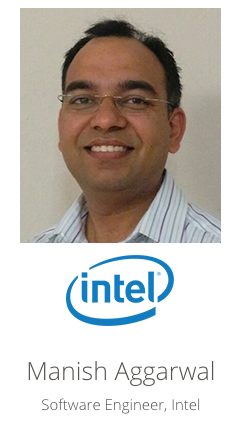 intel
Manish Aggarwal
Software Engineer, Intel